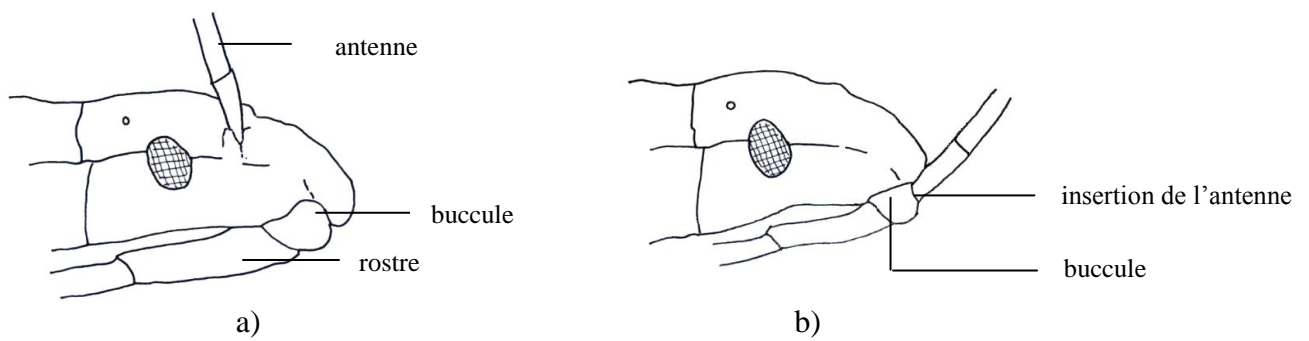 antenne
buccule
rostre
a)
insertion de l’antenne
buccule
b)